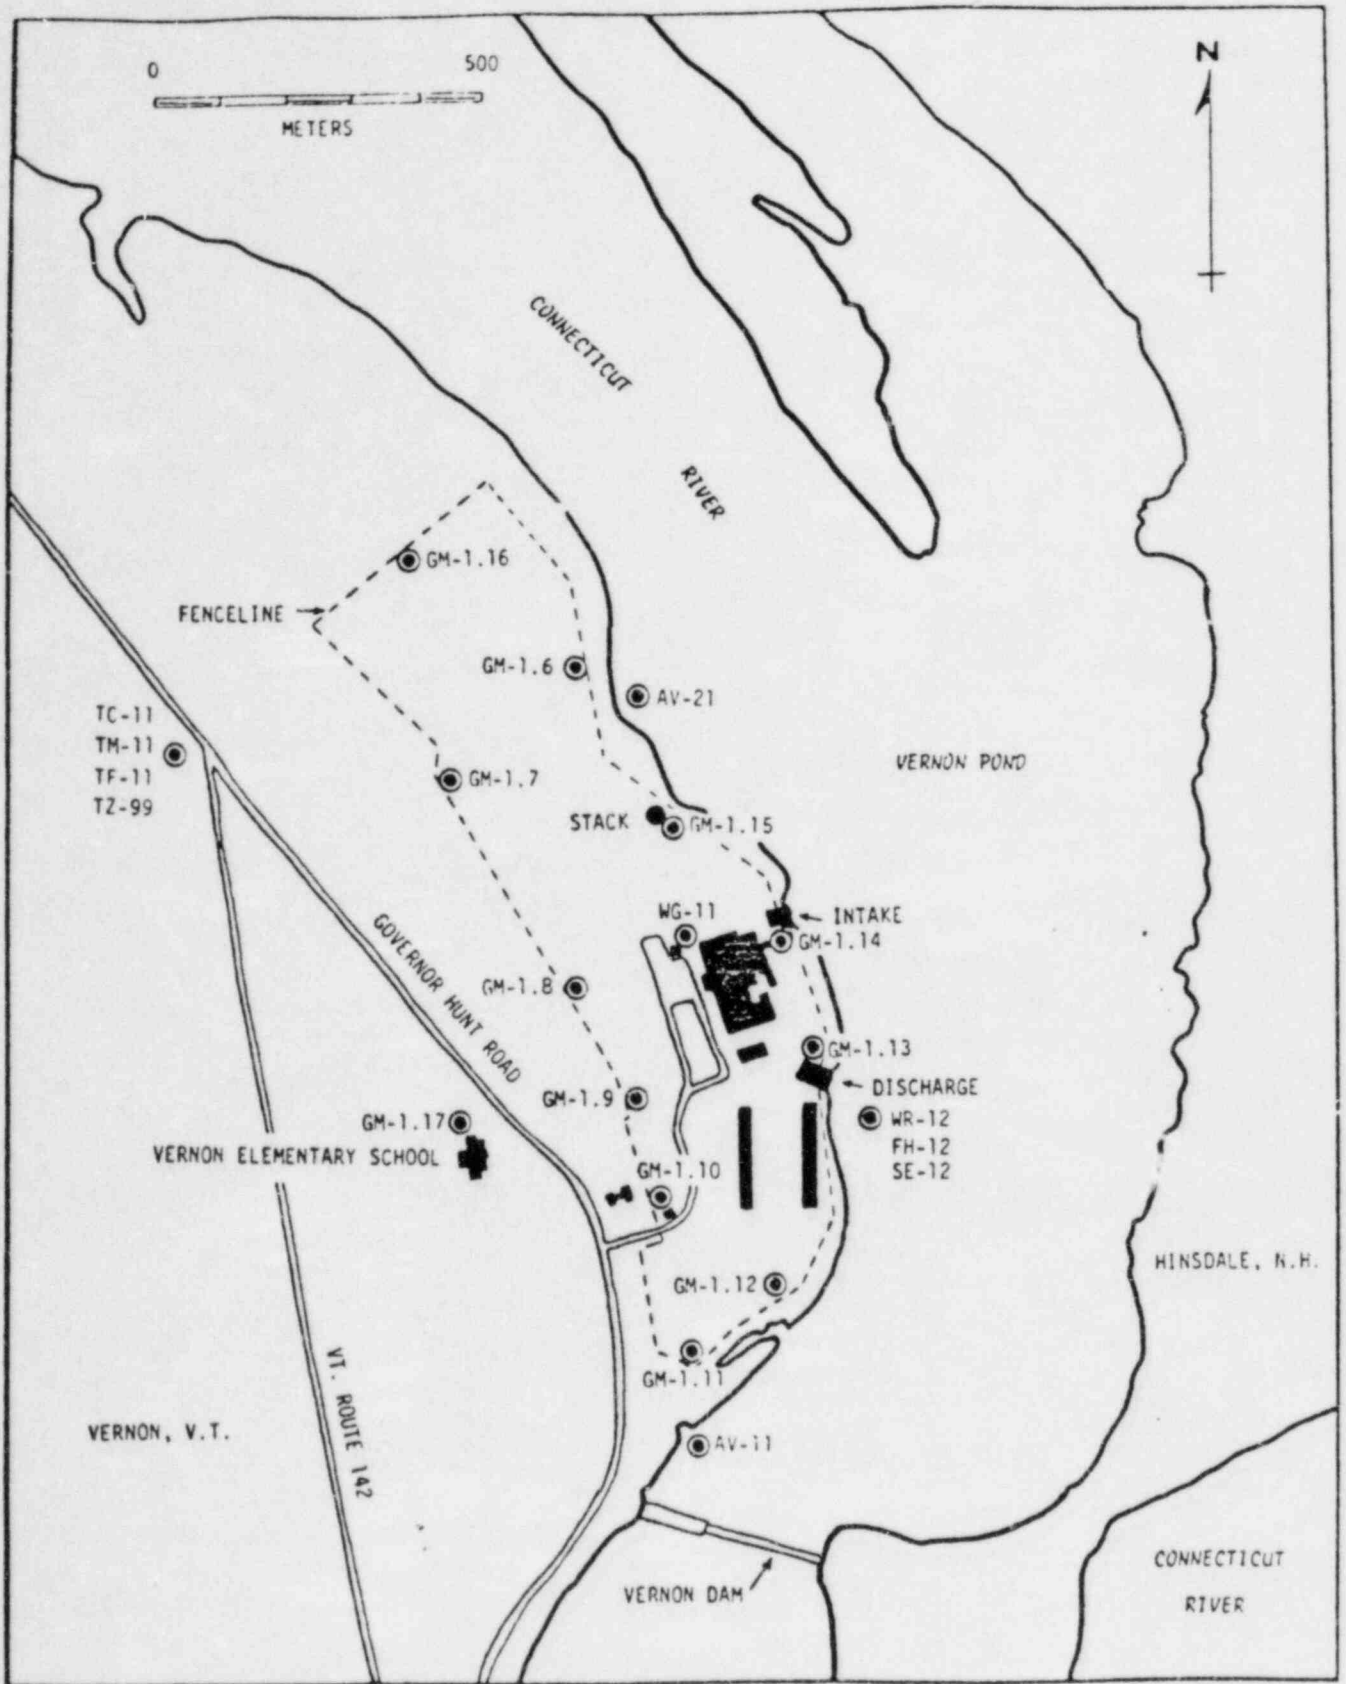 0 500
METERS
N
CONNECTICUT
RIVER
GM-1.16
FENCELINE
GM-1.6
AV-21
TC-11
TM-11
TF-11
TZ-99
GM-1.7
VERNON POND
STACK
GM-1.15
WG-11
INTAKE
GM-1.14
GOVERNOR HUNT ROAD
GM-1.8
GM-1.13
DISCHARGE
GM-1.9
WR-12
FH-12
SE-12
GM-1.17
VERNON ELEMENTARY SCHOOL
GM-1.10
HINSDALE, N.H.
GM-1.12
GM-1.11
VT. ROUTE 142
VERNON, V.T.
AV-11
VERNON DAM
CONNECTICUT
RIVER